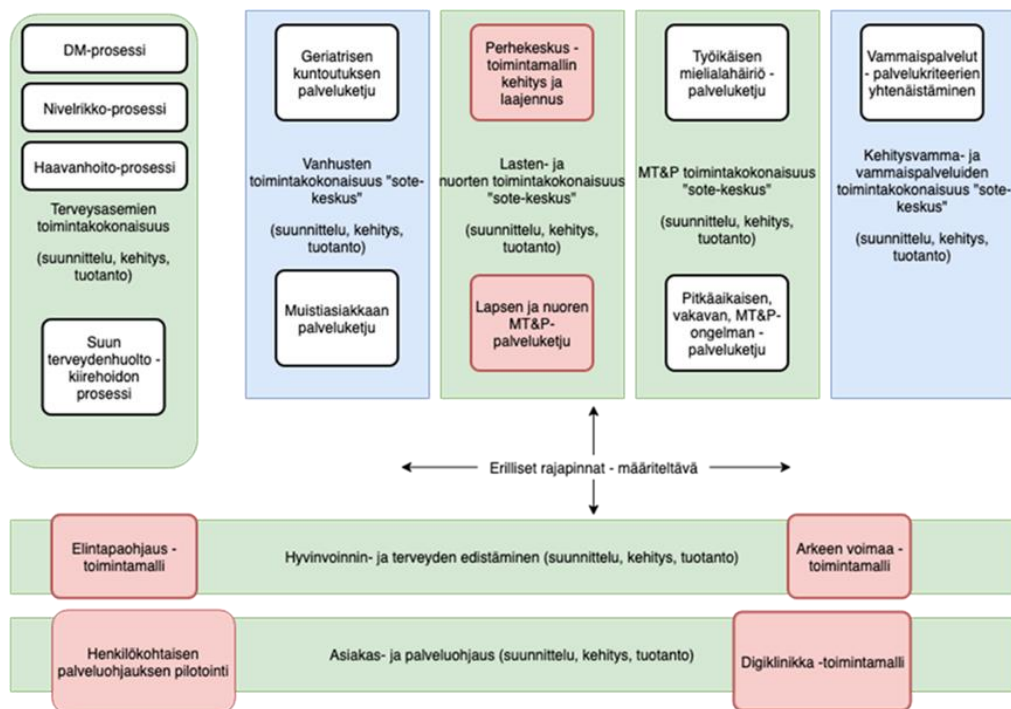 DM-prosessi
Nivelrikko-prosessi
Haavanhoito-prosessi
Terveysasemien
toimintakokonaisuus
(suunnittelu, kehitys,
tuotanto)
Suun
terveydenhuolto -
kiirehoidon
prosessi
Geriatrisen
kuntoutuksen
palveluketju
Vanhusten
toimintakokonaisuus "sote-
keskus"
(suunnittelu, kehitys,
tuotanto)
Muistiasiakkaan
palveluketju
Perhekeskus -
toimintamallin
kehitys ja
laajennus
Lasten- ja
nuorten toimintakokonaisuus
"sote-keskus"
(suunnittelu, kehitys,
tuotanto)
Lapsen ja nuoren
MT&P-
palveluketju
Työikäisen
mielialahäiriö -
palveluketju
MT&P toimintakokonaisuus
"sote-keskus"
(suunnittelu, kehitys,
tuotanto)
Pitkäaikaisen,
vakavan, MT&P-
ongelman -
palveluketju
Vammaispalvelut
- palvelukriteerien
yhtenäistäminen
Kehitysvamma- ja
vammaispalveluiden
toimintakokonaisuus "sote-
keskus"
(suunnittelu, kehitys,
tuotanto)
Erilliset rajapinnat - määriteltävä
Elintapaohjaus -
toimintamalli
Hyvinvoinnin- ja terveyden edistäminen (suunnittelu, kehitys, tuotanto)
Arkeen voimaa -
toimintamalli
Henkilökohtaisen
palveluohjauksen pilotointi
Asiakas- ja palveluohjaus (suunnittelu, kehitys, tuotanto)
Digiklinikka -toimintamalli